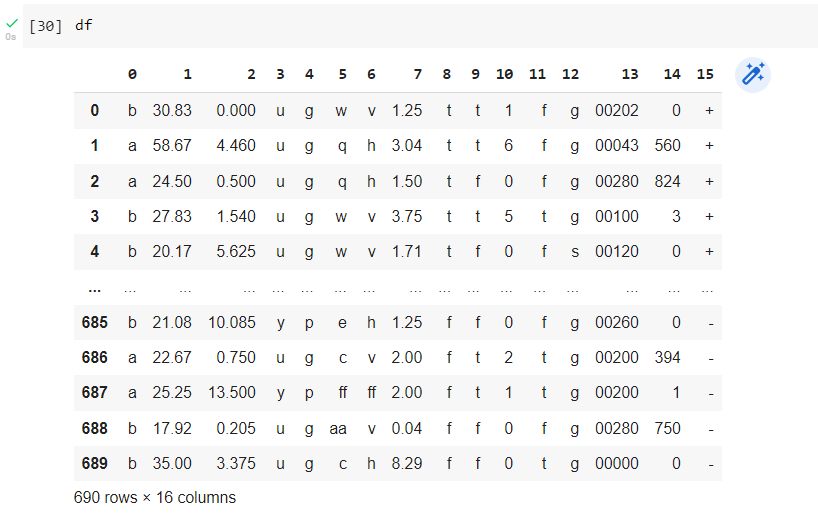 [30] df
0s
0 1 2 3 4 5 6 7 8 9 10 11 12 13 14 15
0 b 30.83 0.000 u g w v 1.25 t t 1 f g 00202 0 +
1 a 58.67 4.460 u g q h 3.04 t t 6 f g 00043 560 +
2 a 24.50 0.500 u g q h 1.50 t f 0 f g 00280 824 +
3 b 27.83 1.540 u g w v 3.75 t t 5 t g 00100 3 +
4 b 20.17 5.625 u g w v 1.71 t f 0 f s 00120 0 +
... ... ... ... ... ... ... ... ... ... ... ... ... ... ... ... ...
685 b 21.08 10.085 y p e h 1.25 f f 0 f g 00260 0 -
686 a 22.67 0.750 u g c v 2.00 f t 2 t g 00200 394 -
687 a 25.25 13.500 y p ff ff 2.00 f t 1 t g 00200 1 -
688 b 17.92 0.205 u g aa v 0.04 f f 0 f g 00280 750 -
689 b 35.00 3.375 u g c h 8.29 f f 0 t g 00000 0 -
690 rows × 16 columns